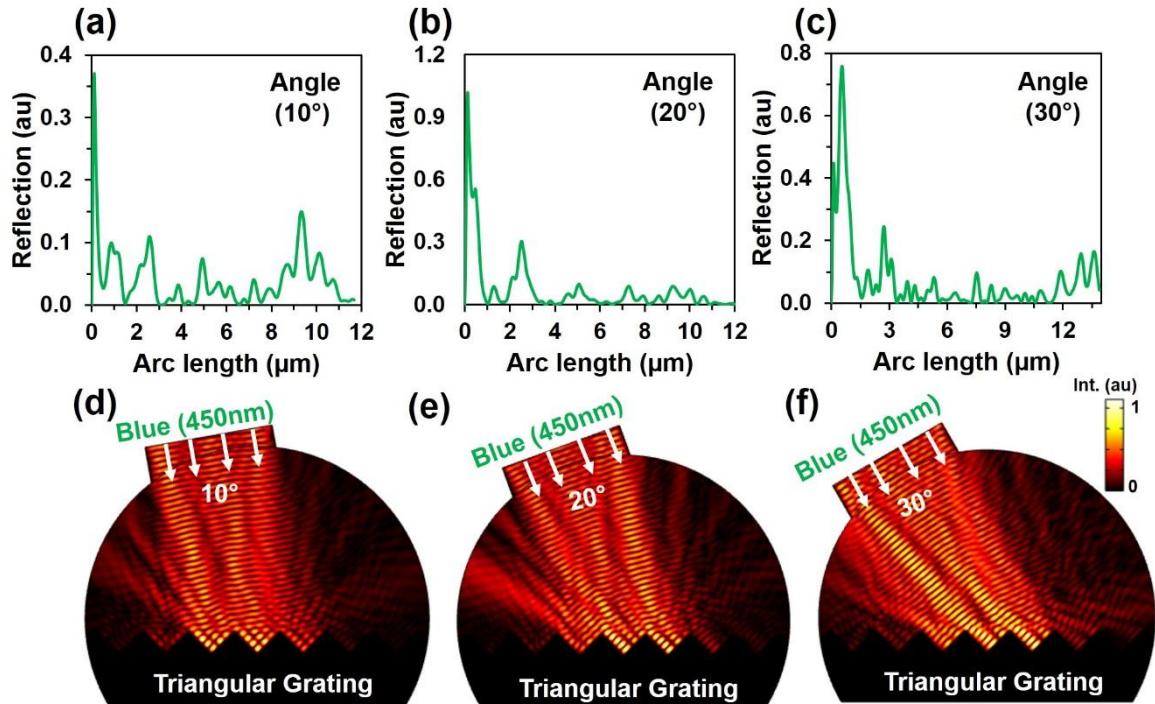 (a)
(b)
(c)
0.4
0.3
0.2
0.1
0.0
Reflection (au)
Angle
(10°)
0 2 4 6 8 10 12
Arc length (µm)
1.2
0.9
0.6
0.3
0.0
Reflection (au)
Angle
(20°)
0 2 4 6 8 10 12
Arc length (µm)
0.8
0.6
0.4
0.2
0.0
Reflection (au)
Angle
(30°)
0 3 6 9 12
Arc length (µm)
(d)
Blue (450nm)
10°
Triangular Grating
(e)
Blue (450nm)
20°
Triangular Grating
(f)
Blue (450nm)
30°
Triangular Grating
Int. (au)
1
0